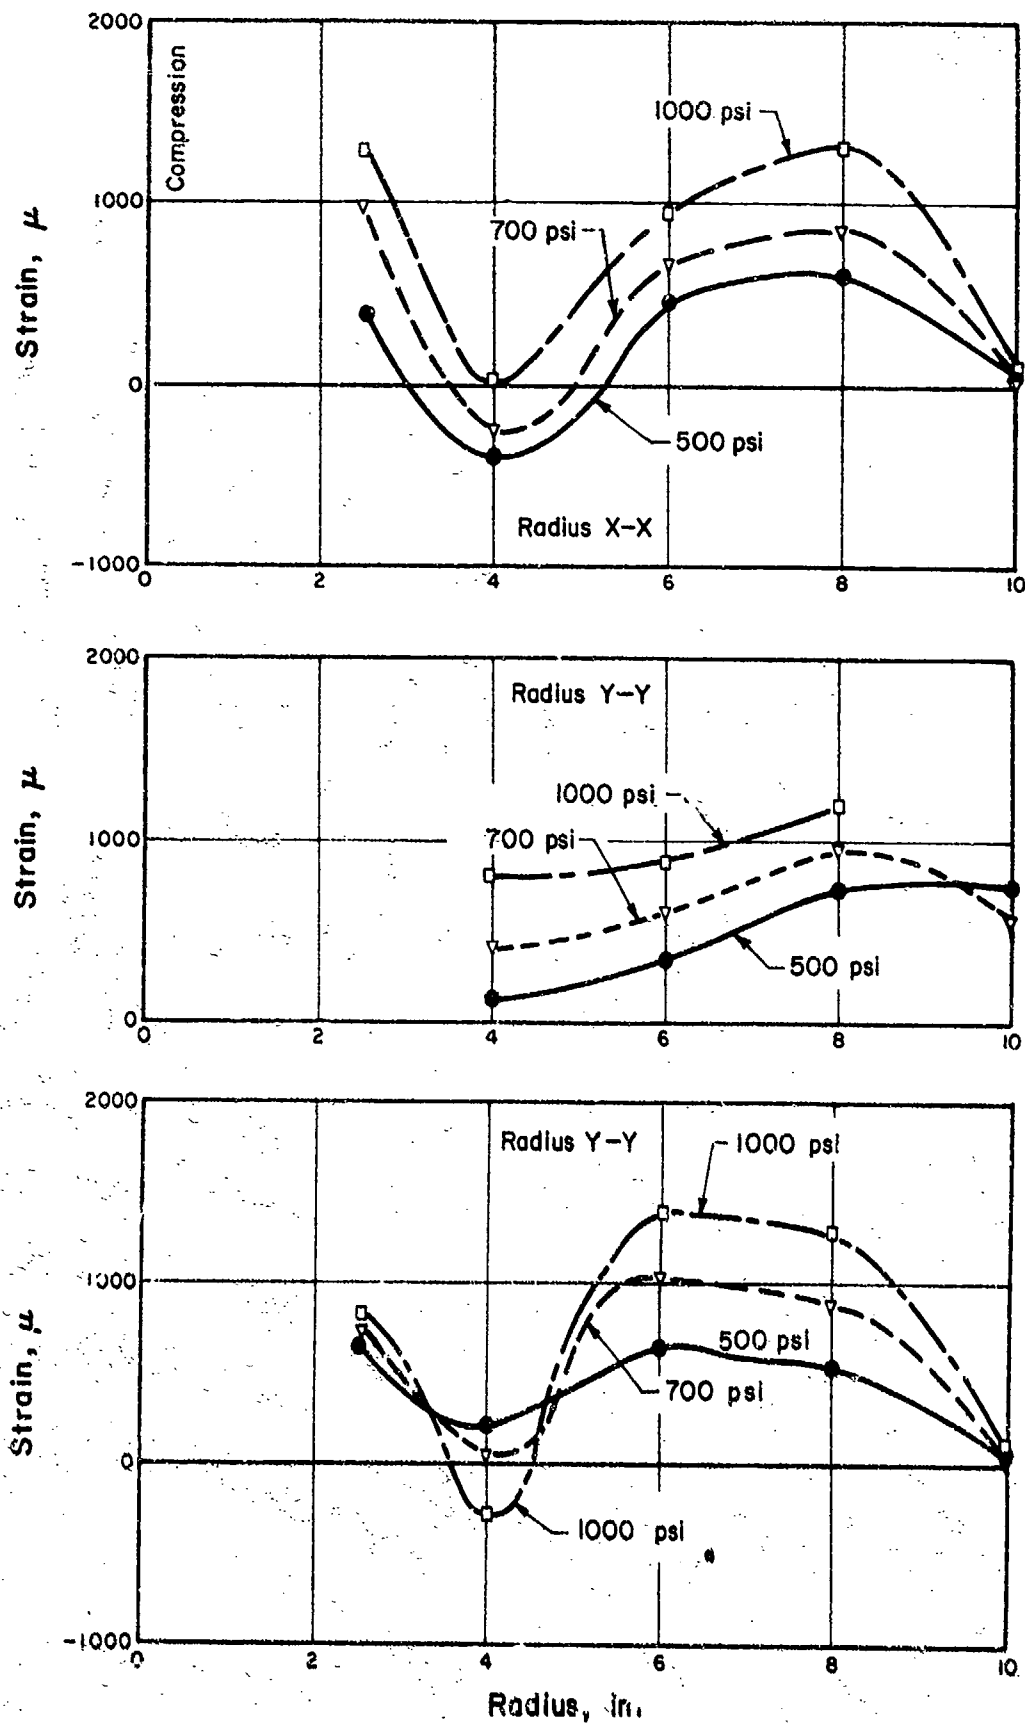 2000
Compression
1000 psi
1000
700 psi
Strain, μ
0
500 psi
Radius X-X
-1000
0 2 4 6 8 10
2000
Radius Y-Y
1000 psi
1000
700 psi
Strain, μ
500 psi
0
0 2 4 6 8 10
2000
Radius Y-Y
1000 psi
1000
500 psi
Strain, μ
700 psi
0
1000 psi
-1000
0 2 4 6 8 10
Radius, in.